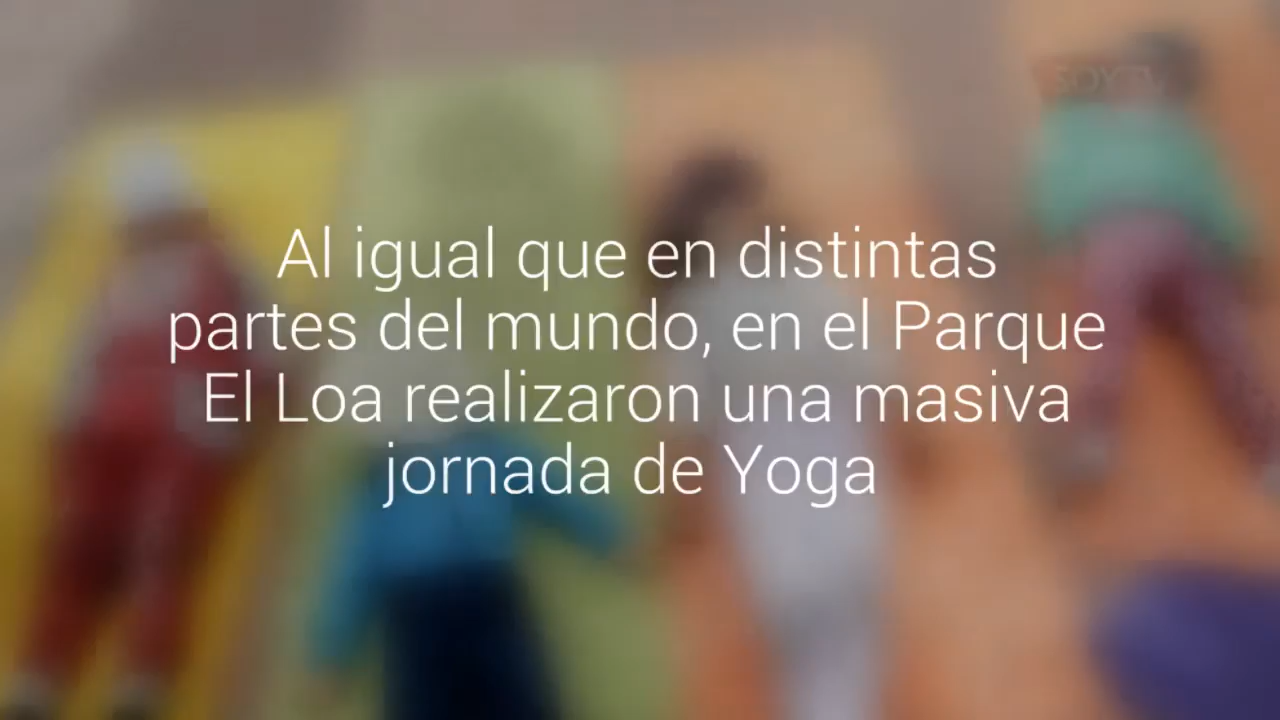 SOYTV
Al igual que en distintas
partes del mundo, en el Parque
El Loa realizaron una masiva
jornada de Yoga